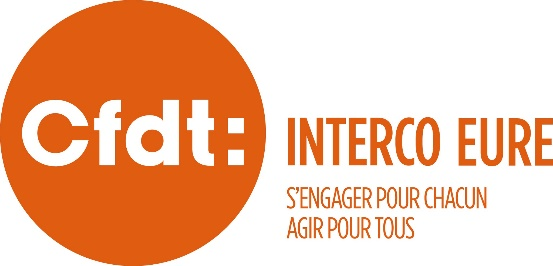 Cfdt:
INTERCO EURE
S'ENGAGER POUR CHACUN
AGIR POUR TOUS